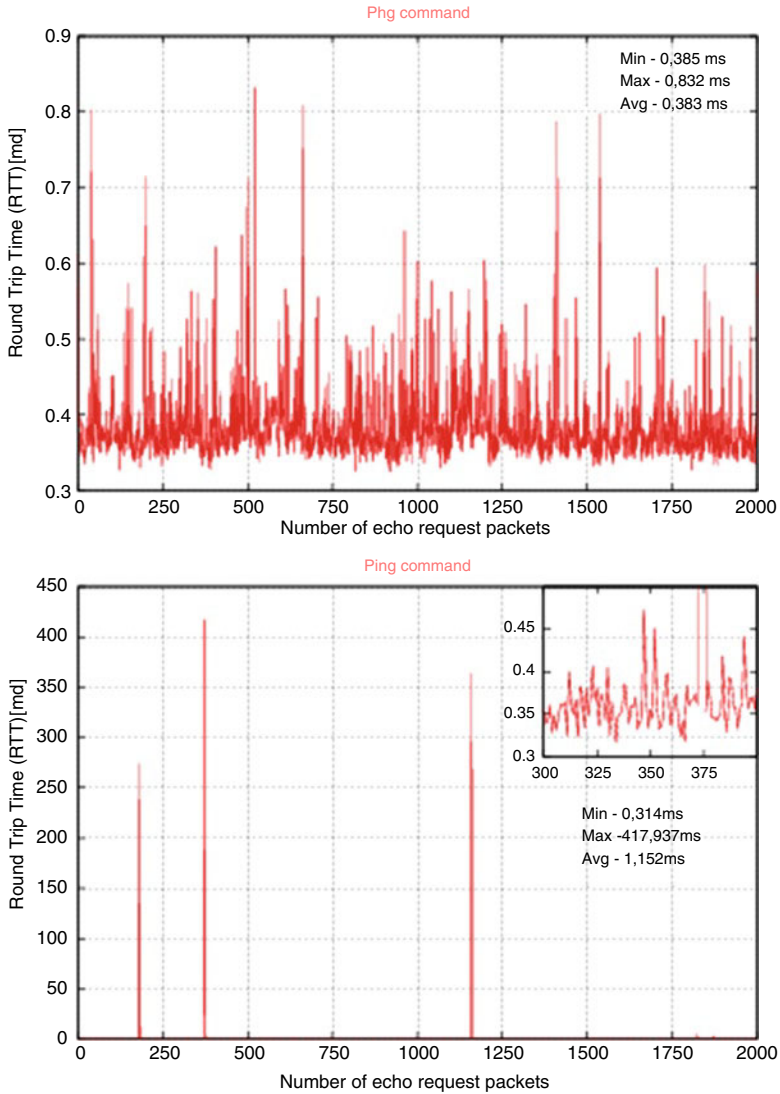 Phg command
0.9
0.8
0.7
0.6
0.5
0.4
0.3
Round Trip Time (RTT)[md]
Min - 0,385 ms
Max - 0,832 ms
Avg - 0,383 ms
0 250 500 750 1000 1250 1500 1750 2000
Number of echo request packets
Ping command
450
400
350
300
250
200
150
100
50
0
Round Trip Time (RTT)[md]
0.45
0.4
0.35
0.3
300 325 350 375
Min - 0,314ms
Max -417,937ms
Avg - 1,152ms
0 250 500 750 1000 1250 1500 1750 2000
Number of echo request packets